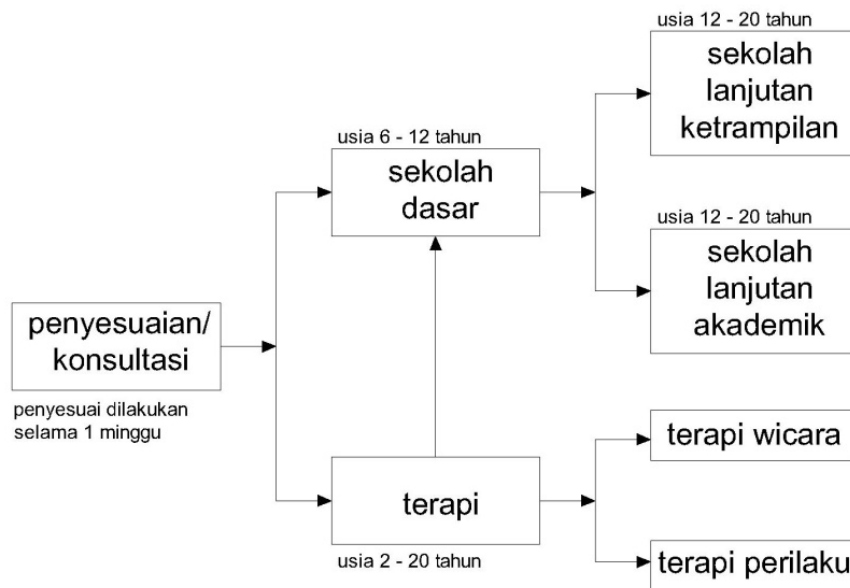 usia 12 - 20 tahun
sekolah
lanjutan
ketrampilan
usia 6 - 12 tahun
sekolah
dasar
usia 12 - 20 tahun
sekolah
lanjutan
akademik
penyesuaian/
konsultasi
penyesuai dilakukan
selama 1 minggu
terapi
usia 2 - 20 tahun
terapi wicara
terapi perilaku